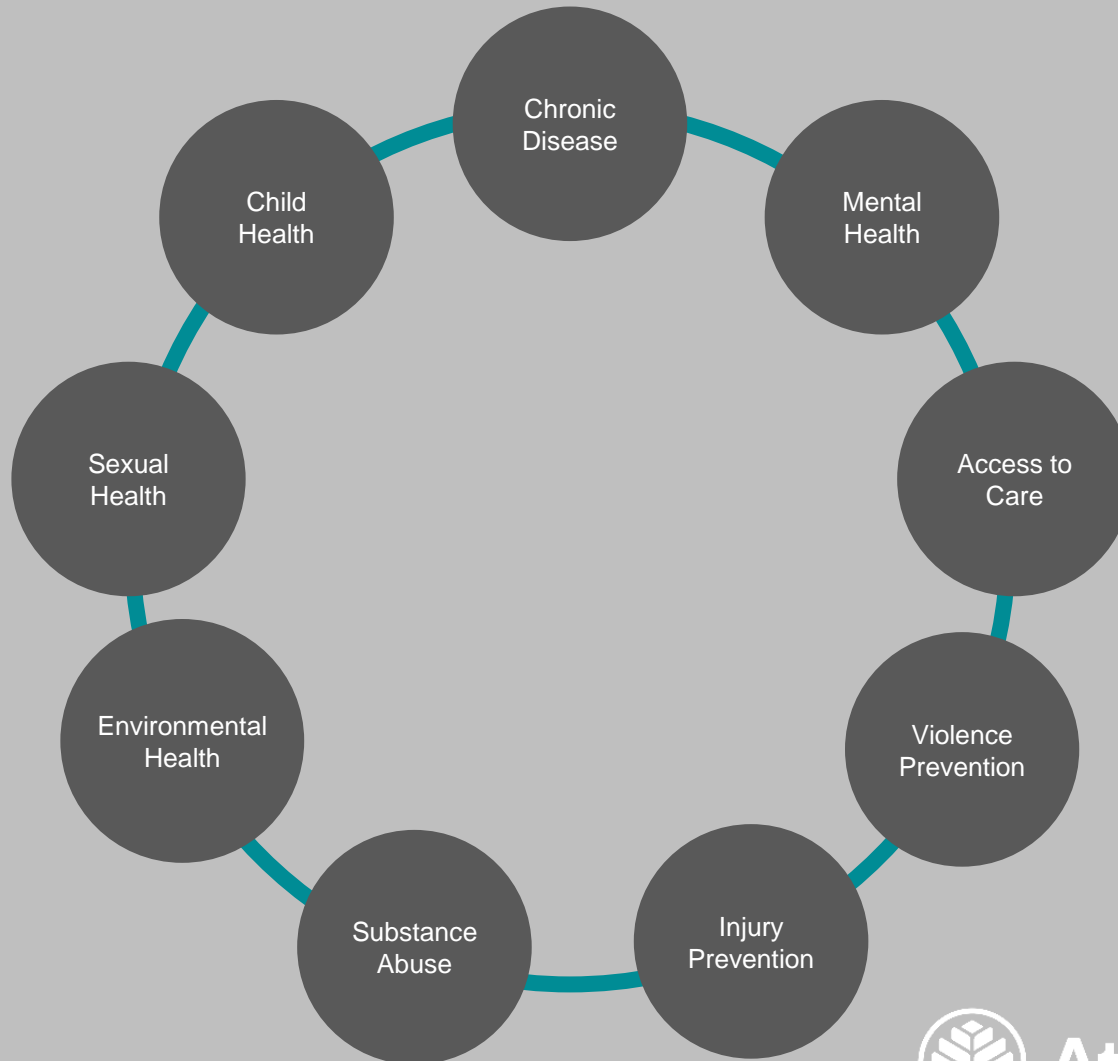 Chronic
Disease
Mental
Health
Access to
Care
Violence
Prevention
Injury
Prevention
Substance
Abuse
Environmental
Health
Sexual
Health
Child
Health